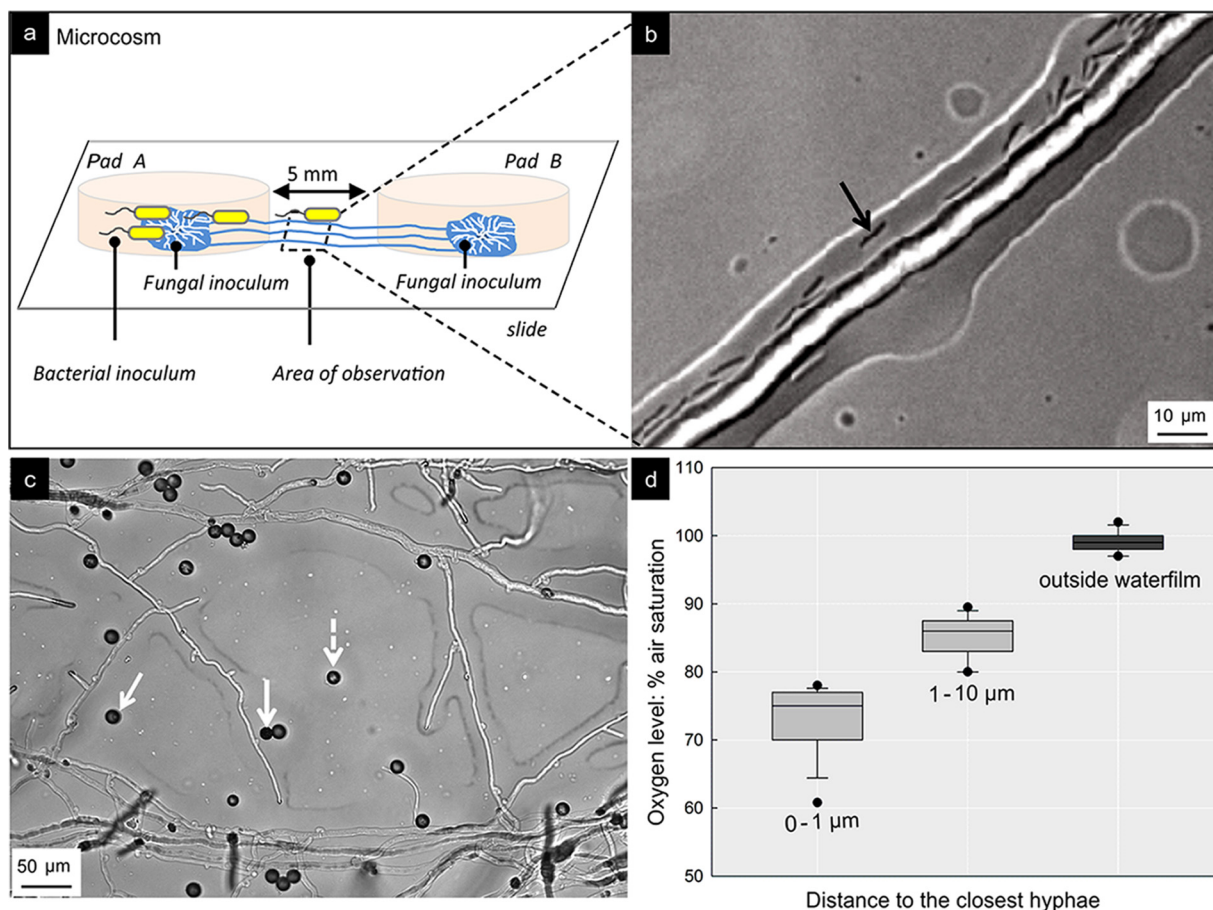 a Microcosm
Pad A
Pad B
5 mm
Fungal inoculum
Fungal inoculum
slide
Bacterial inoculum
Area of observation
b
10 µm
c
50 µm
d
Oxygen level: % air saturation
110
100
90
80
70
60
50
0-1 µm
1-10 µm
outside waterfilm
Distance to the closest hyphae